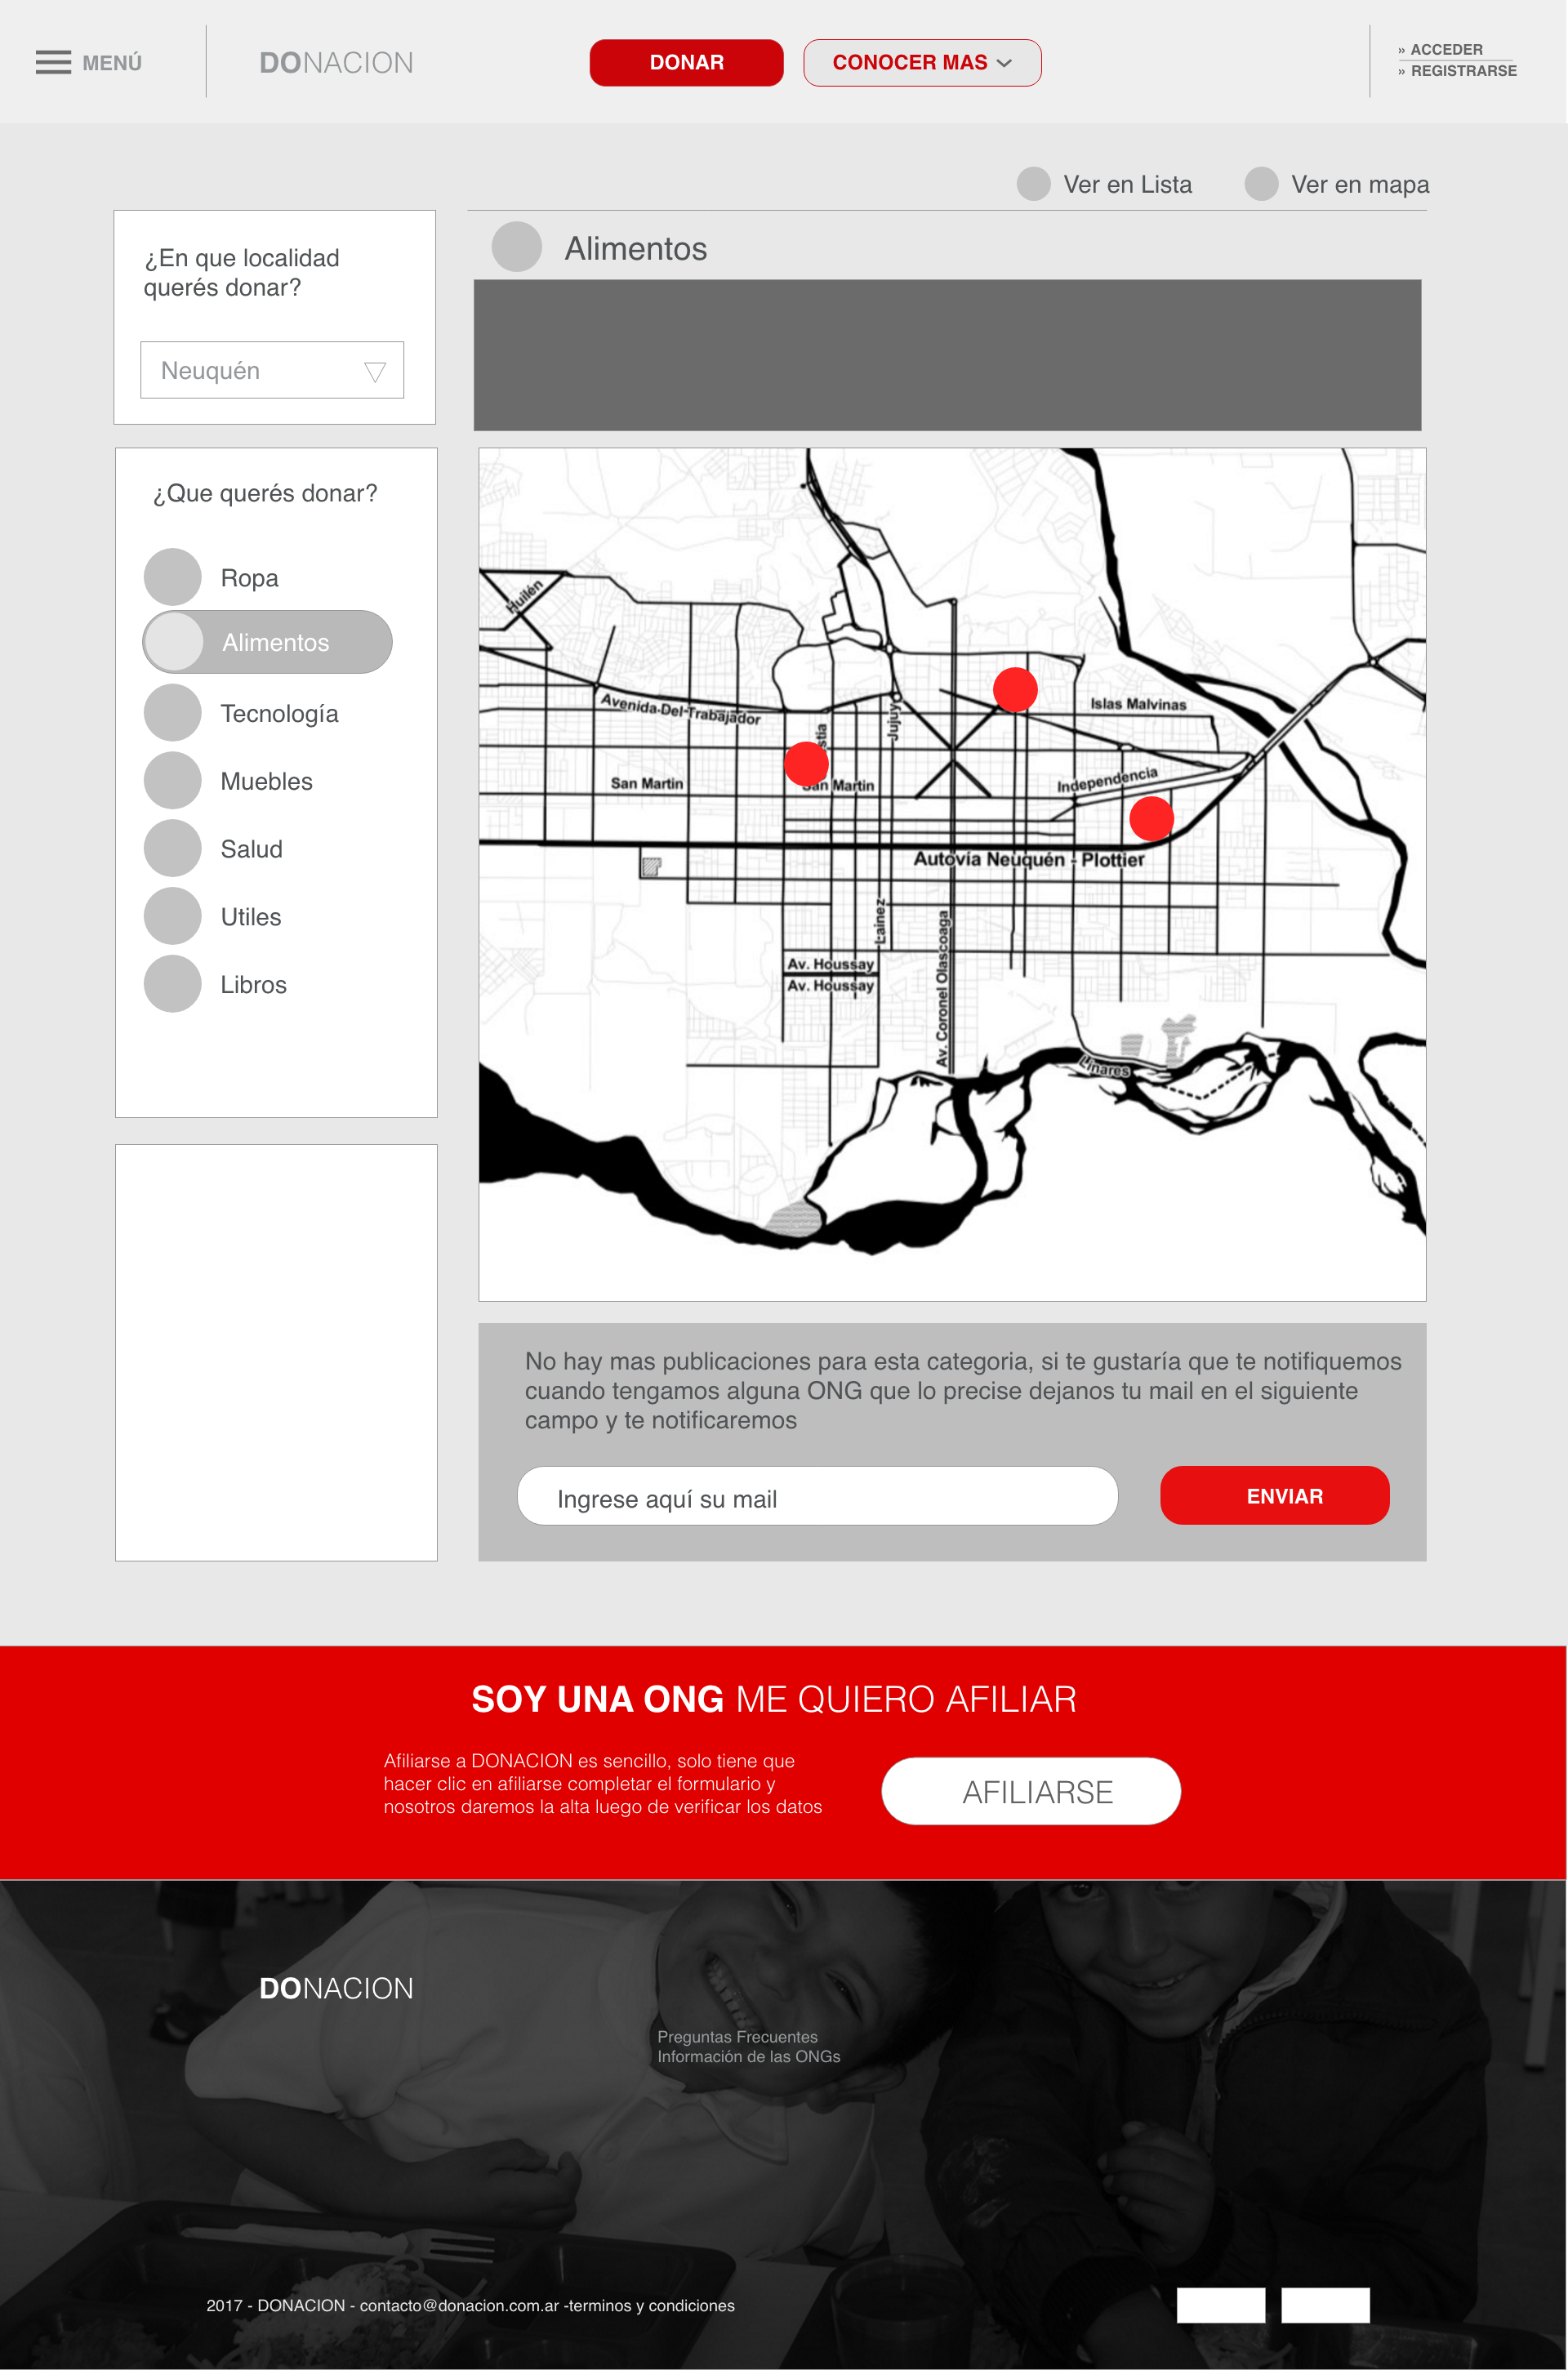 MENÚ
DONACION
DONAR
CONOCER MAS
» ACCEDER
» REGISTRARSE
Ver en Lista
Ver en mapa
¿En que localidad
querés donar?
Neuquén
Alimentos
¿Que querés donar?
Ropa
Alimentos
Tecnología
Muebles
Salud
Utiles
Libros
Huilén
Avenida Del Trabajador
Jujuy
Islas Malvinas
San Martin
San Martin
Independencia
Autovía Neuquén - Plottier
Lainez
Av. Coronel Olascoaga
Av. Houssay
Av. Houssay
Linares
No hay mas publicaciones para esta categoria, si te gustaría que te notifiquemos
cuando tengamos alguna ONG que lo precise dejanos tu mail en el siguiente
campo y te notificaremos
Ingrese aquí su mail
ENVIAR
SOY UNA ONG ME QUIERO AFILIAR
Afiliarse a DONACION es sencillo, solo tiene que
hacer clic en afiliarse completar el formulario y
nosotros daremos la alta luego de verificar los datos
AFILIARSE
DONACION
Preguntas Frecuentes
Información de las ONGs
2017 - DONACION - contacto@donacion.com.ar -terminos y condiciones